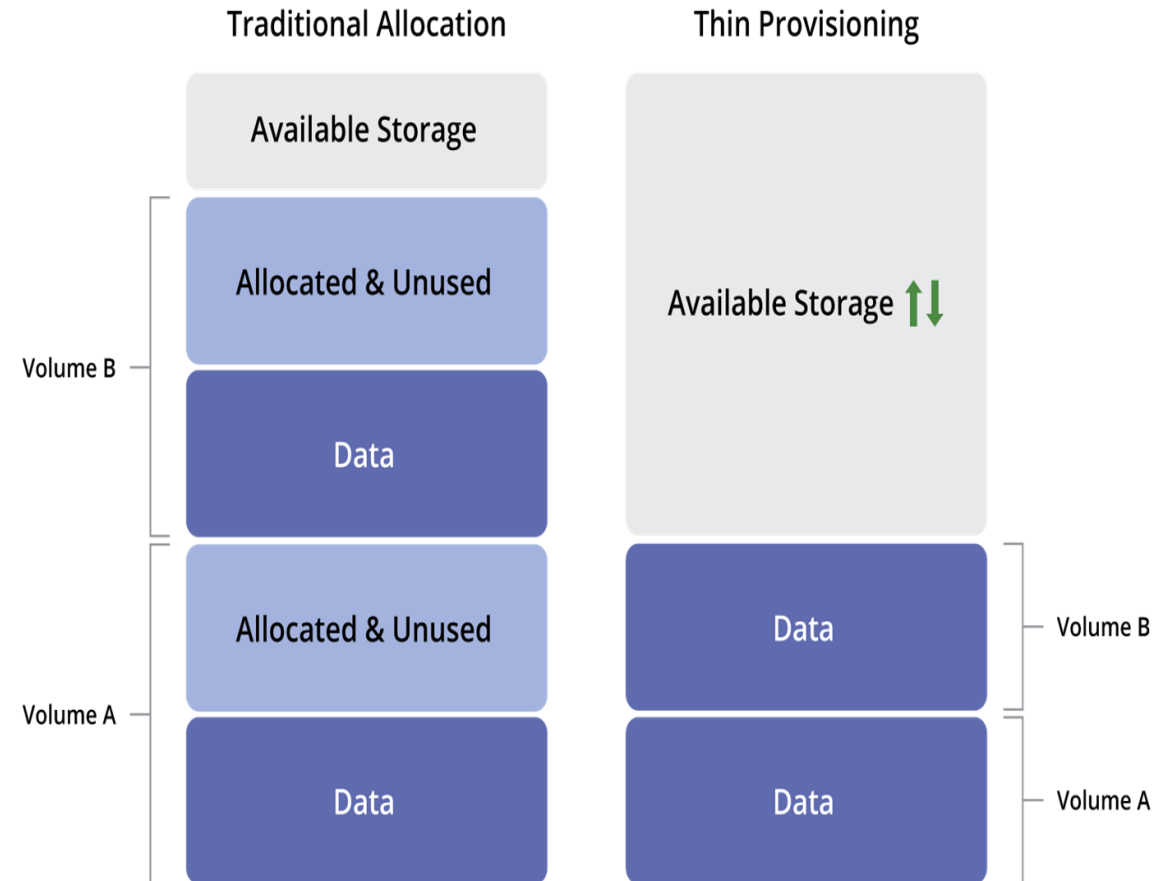 Traditional Allocation
Thin Provisioning
Available Storage
Allocated & Unused
Volume B
Data
Allocated & Unused
Volume A
Data
Available Storage
Data
Volume B
Data
Volume A